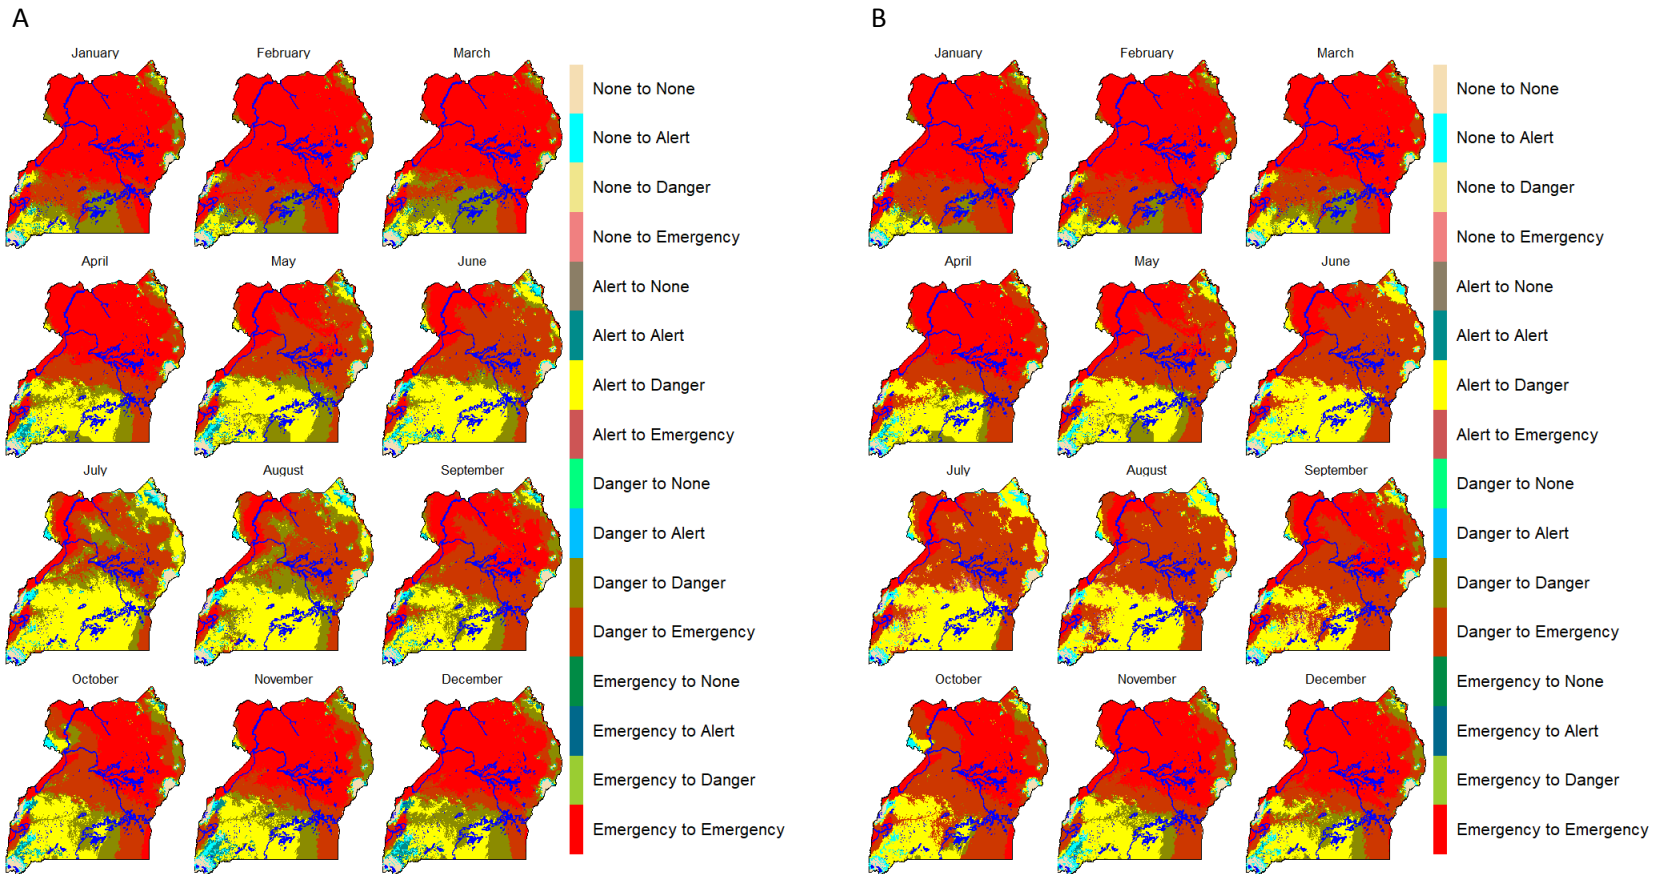 A
January
February
March
April
May
June
July
August
September
October
November
December
None to None
None to Alert
None to Danger
None to Emergency
Alert to None
Alert to Alert
Alert to Danger
Alert to Emergency
Danger to None
Danger to Alert
Danger to Danger
Danger to Emergency
Emergency to None
Emergency to Alert
Emergency to Danger
Emergency to Emergency
B
January
February
March
April
May
June
July
August
September
October
November
December
None to None
None to Alert
None to Danger
None to Emergency
Alert to None
Alert to Alert
Alert to Danger
Alert to Emergency
Danger to None
Danger to Alert
Danger to Danger
Danger to Emergency
Emergency to None
Emergency to Alert
Emergency to Danger
Emergency to Emergency